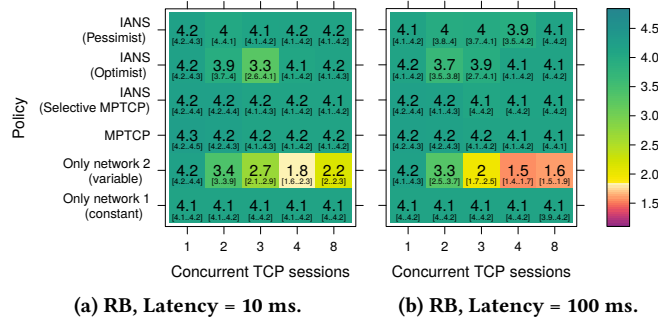 Policy
IANS
(Pessimist)
4.2 4 4.1 4.2 4.2
[4.2..4.3] [4..4.1] [4.1..4.2] [4.1..4.2] [4.1..4.2]
4.1 4 4 3.9 4.1
[4.1..4.2] [3.8..4] [3.7..4.1] [3.5..4.2] [4..4.2]
IANS
(Optimist)
4.2 3.9 3.3 4.1 4.2
[4.2..4.3] [3.7..4] [2.6..4.1] [4.1..4.2] [4.1..4.3]
4.2 3.7 3.9 4.1 4.1
[4.1..4.3] [3.5..3.8] [3.7..4.1] [4..4.2] [4..4.2]
IANS
(Selective MPTCP)
4.2 4.2 4.2 4.2 4.1
[4.2..4.4] [4.2..4.4] [4.1..4.3] [4.1..4.2] [4.1..4.2]
4.2 4.2 4.1 4.1 4.1
[4.2..4.4] [4.1..4.2] [4.1..4.2] [4..4.2] [4..4.2]
MPTCP
4.3 4.2 4.2 4.2 4.2
[4.2..4.5] [4.1..4.3] [4.1..4.3] [4.1..4.2] [4.1..4.2]
4.2 4.2 4.2 4.1 4.1
[4.2..4.3] [4.1..4.3] [4.1..4.2] [4..4.2] [4..4.1]
Only network 2
(variable)
4.2 3.4 2.7 1.8 2.2
[4.2..4.4] [3..3.9] [2.1..2.9] [1.6..2.3] [2..2.3]
4.2 3.3 2 1.5 1.6
[4.1..4.3] [2.5..3.7] [1.7..2.5] [1.4..1.7] [1.5..1.9]
Only network 1
(constant)
4.1 4.1 4.1 4.1 4.1
[4.1..4.2] [4.1..4.2] [4..4.2] [4..4.2] [4..4.2]
4.1 4.1 4.1 4.1 4.1
[4..4.2] [4..4.2] [4..4.2] [4..4.2] [3.9..4.2]
1 2 3 4 8
1 2 3 4 8
Concurrent TCP sessions
Concurrent TCP sessions
4.5
4.0
3.5
3.0
2.5
2.0
1.5
(a) RB, Latency = 10 ms.
(b) RB, Latency = 100 ms.